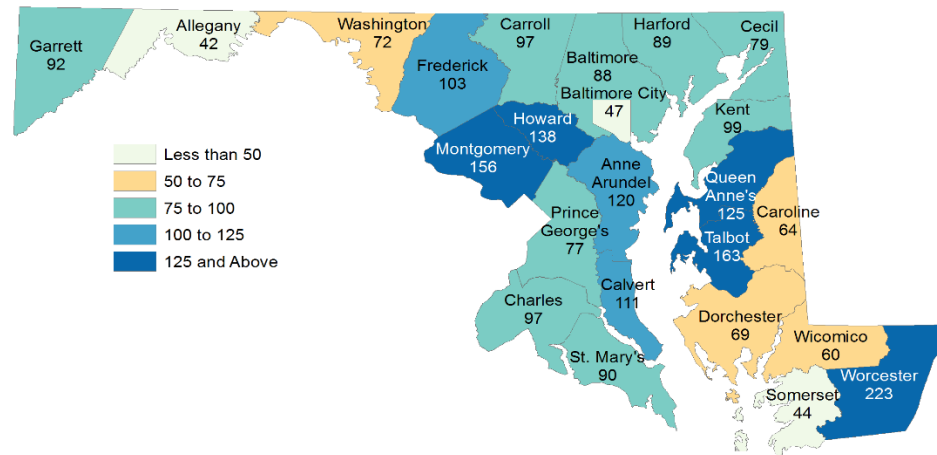 Garrett
92
Allegany
42
Washington
72
Frederick
103
Carroll
97
Baltimore
88
Baltimore City
47
Harford
89
Cecil
79
Kent
99
Howard
138
Montgomery
156
Anne
Arundel
120
Queen
Anne's
125
Caroline
64
Talbot
163
Prince
George's
77
Calvert
111
Charles
97
St. Mary's
90
Dorchester
69
Wicomico
60
Somerset
44
Worcester
223
Less than 50
50 to 75
75 to 100
100 to 125
125 and Above